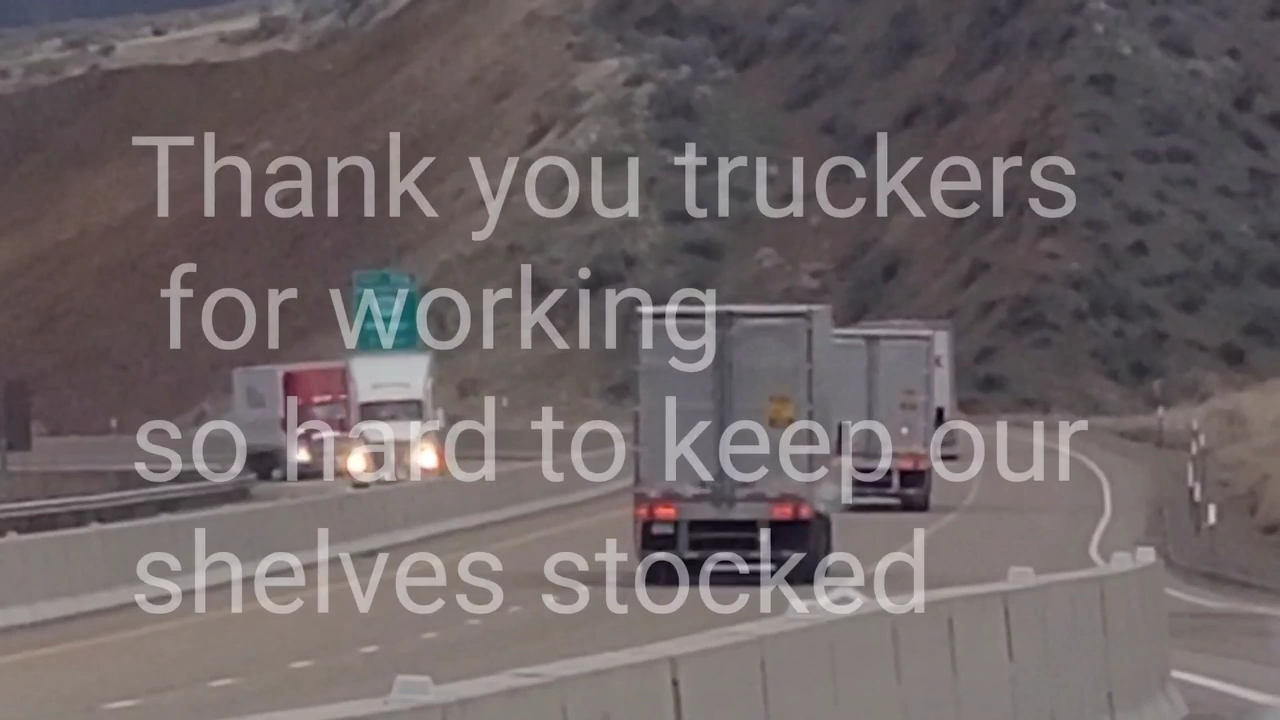 Thank you truckers
for working
so hard to keep our
shelves stocked